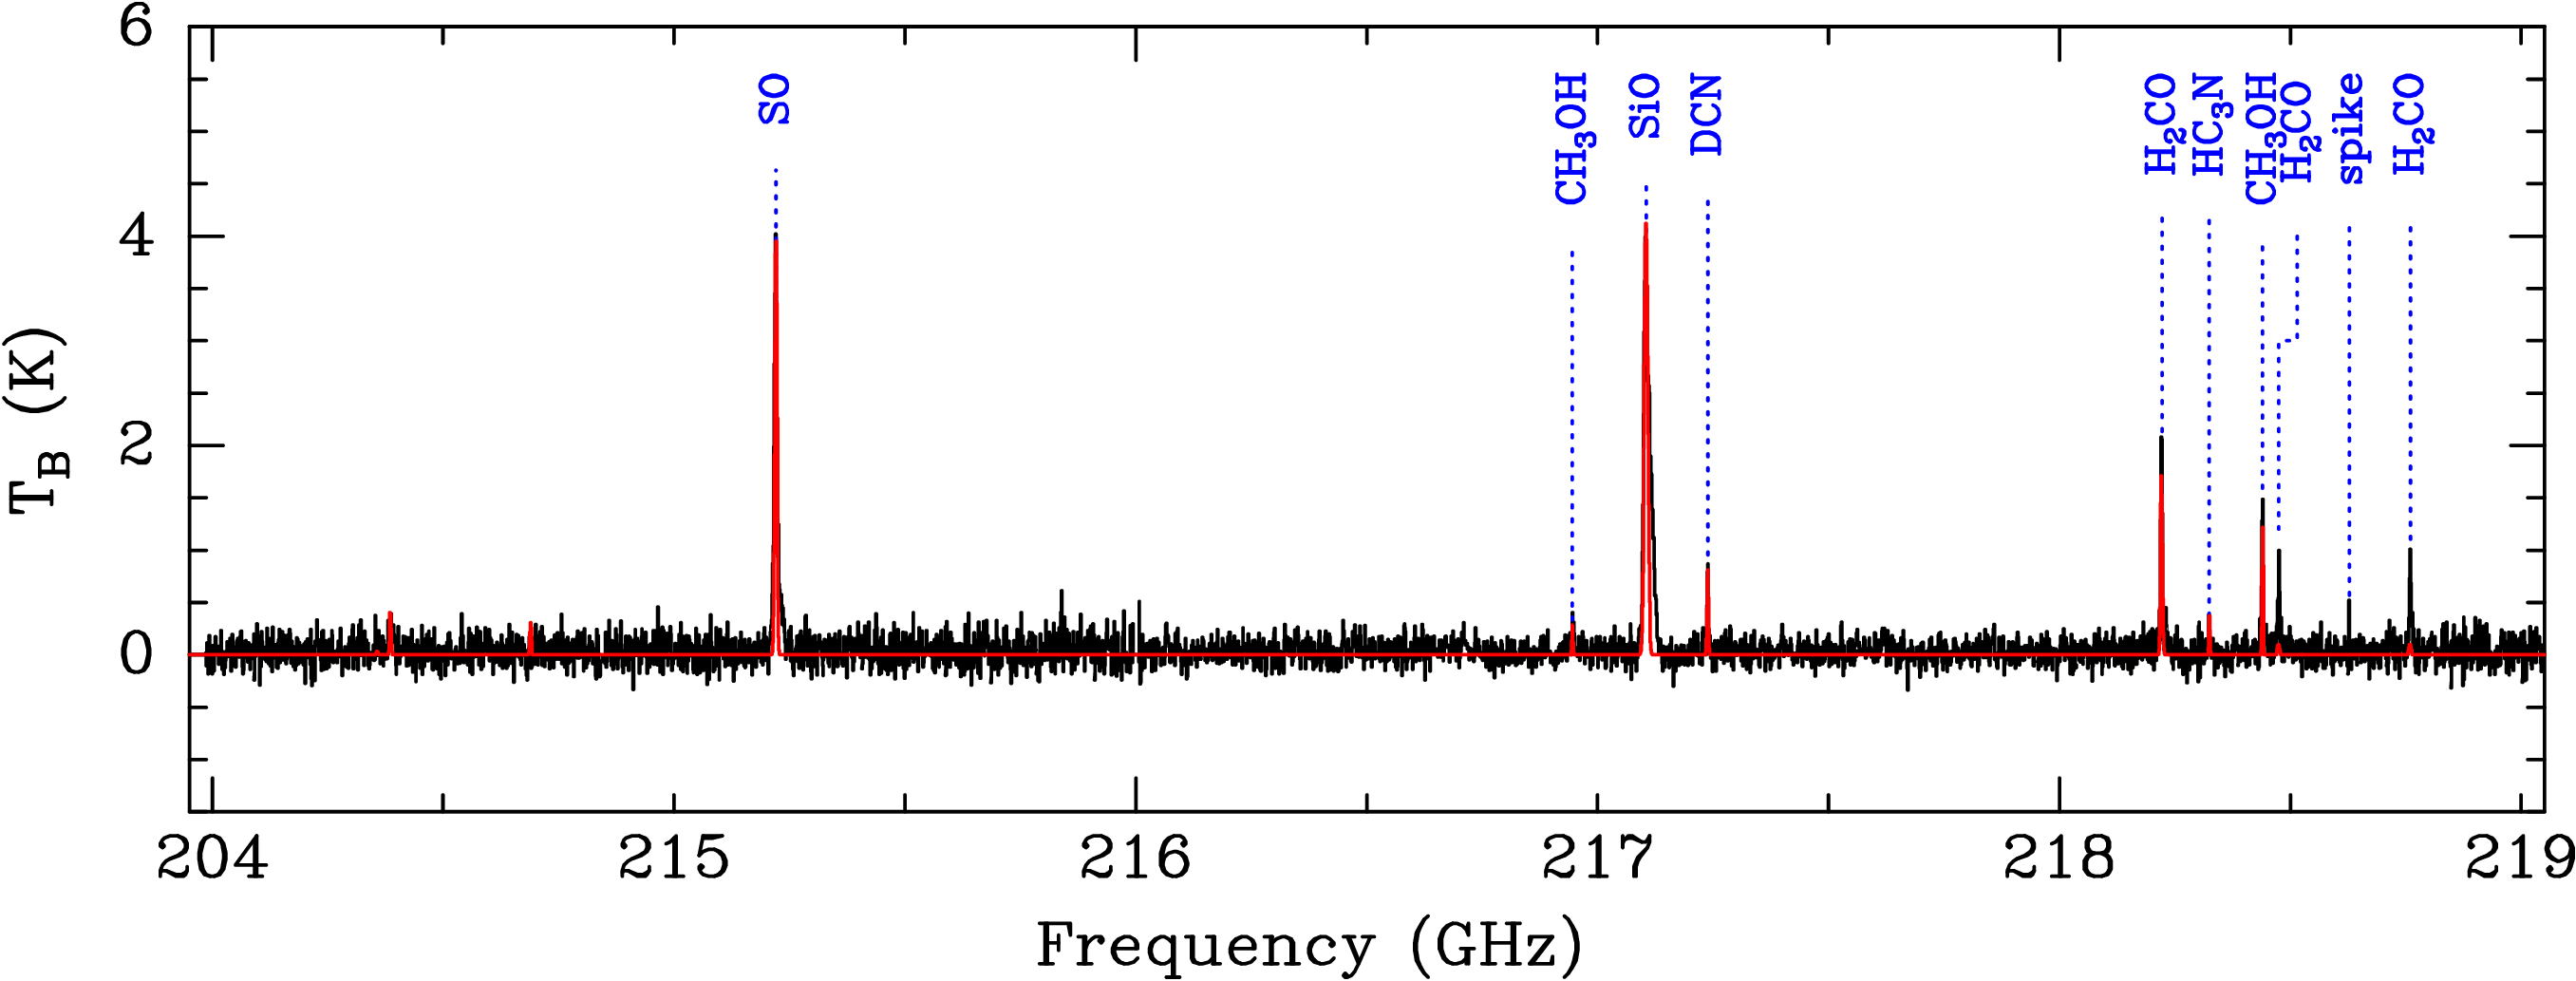 6
4
2
0
T_B (K)
SO
CH₃OH
SiO
DCN
H₂CO
HC₃N
CH₃OH
H₂CO
spike
H₂CO
204 215 216 217 218 219
Frequency (GHz)